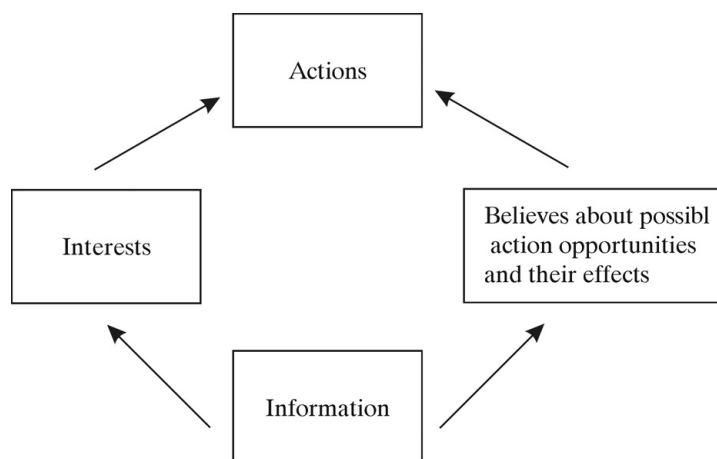 Actions
Interests
Believes about possibl
action opportunities
and their effects
Information